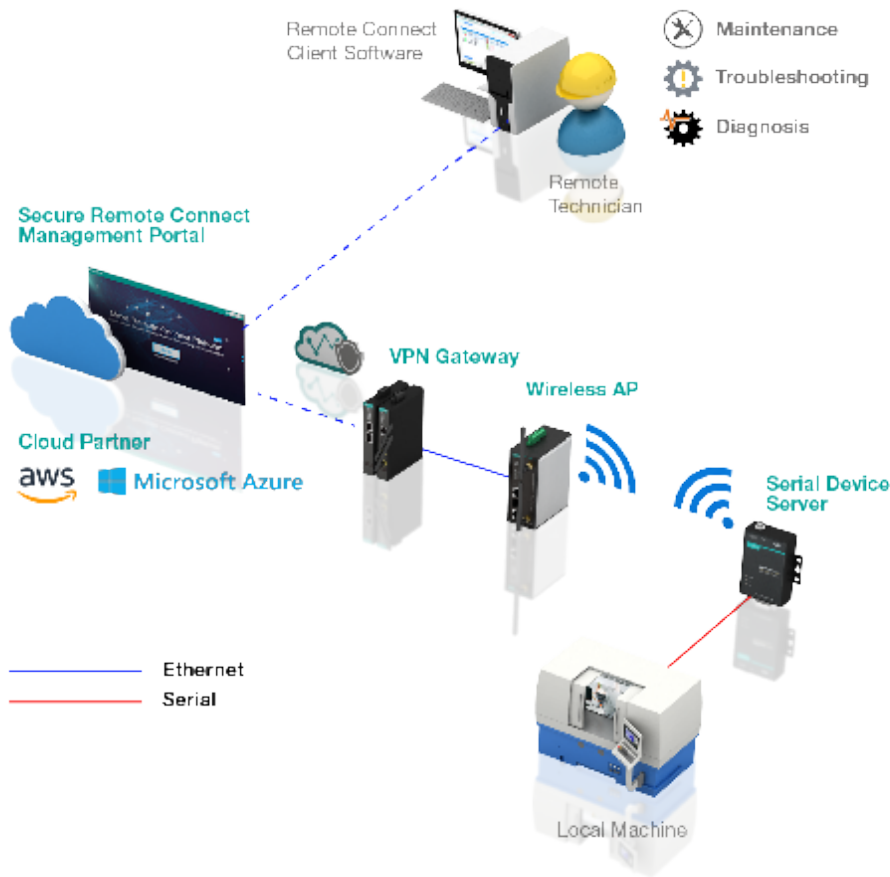 Remote Connect
Client Software
Maintenance
Troubleshooting
Diagnosis
Remote
Technician
Secure Remote Connect
Management Portal
VPN Gateway
Wireless AP
Cloud Partner
aws
Microsoft Azure
Serial Device
Server
Ethernet
Serial
Local Machine